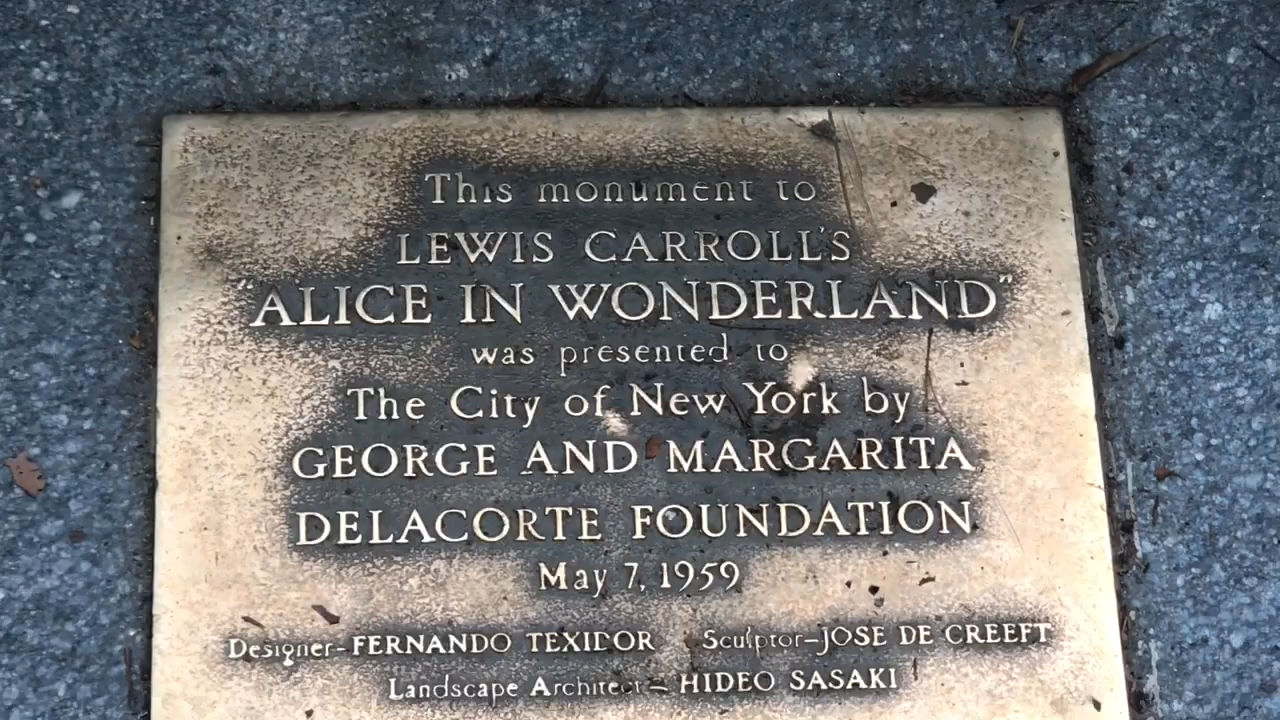 This monument to
LEWIS CARROLL'S
"ALICE IN WONDERLAND"
was presented to
The City of New York by
GEORGE AND MARGARITA
DELACORTE FOUNDATION
May 7, 1959
Designer-FERNANDO TEXIDOR Sculptor-JOSE DE CREEFT
Landscape Architect - HIDEO SASAKI